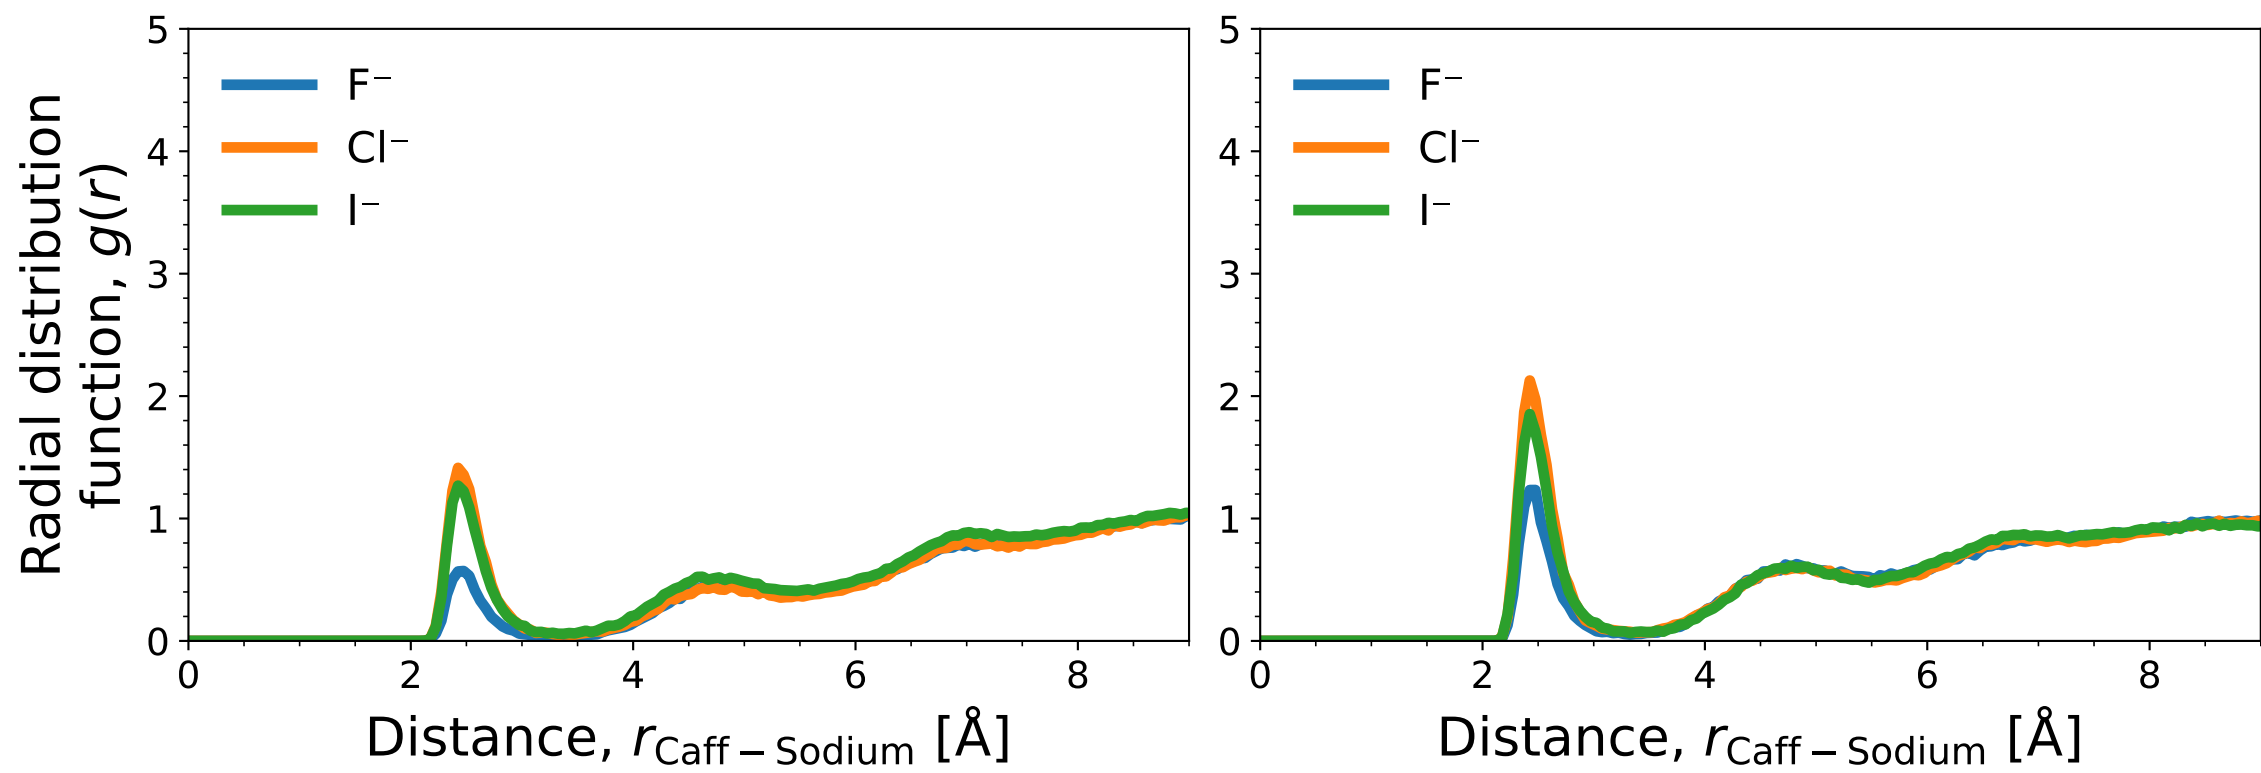 Radial distribution
function, g(r)
5
4
3
2
1
0
F⁻
Cl⁻
I⁻
0 2 4 6 8
Distance, r_Caff – Sodium [Å]
5
4
3
2
1
0
F⁻
Cl⁻
I⁻
0 2 4 6 8
Distance, r_Caff – Sodium [Å]